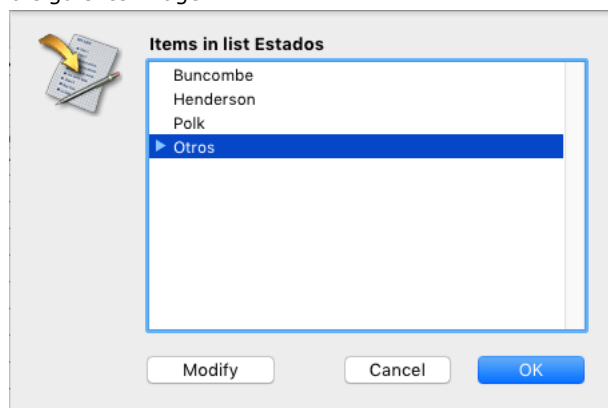 Items in list Estados
Buncombe
Henderson
Polk
Otros
Modify Cancel OK